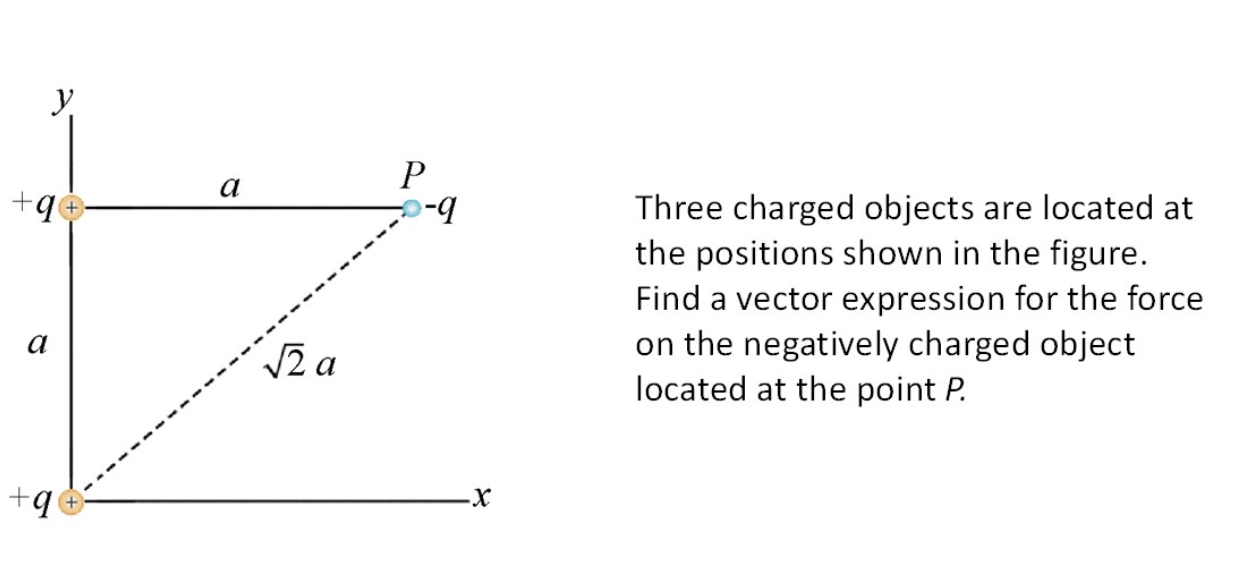 y
a
P
+q
+
-q
a
√2 a
+q
+
x
Three charged objects are located at
the positions shown in the figure.
Find a vector expression for the force
on the negatively charged object
located at the point P.